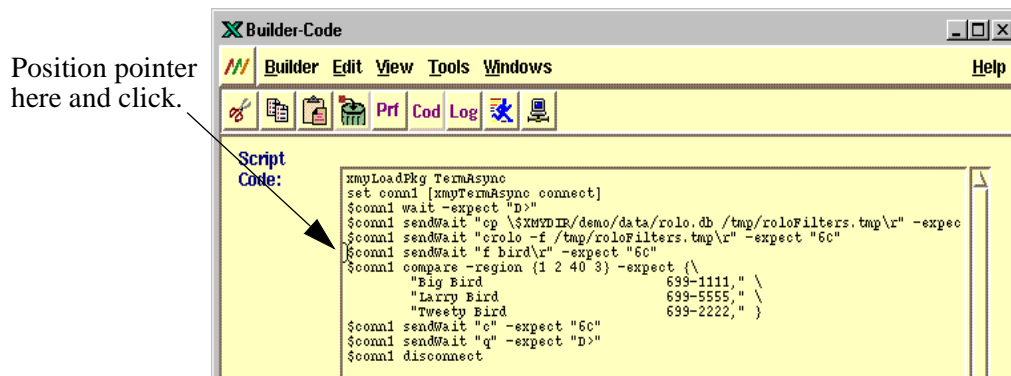 Builder-Code
Position pointer
here and click.
Builder Edit View Tools Windows Help
Prf Cod Log
Script
Code:
xmyLoadPkg TermAsync
set conn1 [xmyTermAsync connect]
$conn1 wait -expect "D>"
$conn1 sendWait "cp \$XMYDIR/demo/data/rolo.db /tmp/roloFilters.tmp\r" -expec
$conn1 sendWait "crolo -f /tmp/roloFilters.tmp\r" -expect "6C"
$conn1 sendWait "f bird\r" -expect "6C"
$conn1 compare -region {1 2 40 3} -expect {\
"Big Bird 699-1111," \
"Larry Bird 699-5555," \
"Tweety Bird 699-2222," }
$conn1 sendWait "c" -expect "6C"
$conn1 sendWait "q" -expect "D>"
$conn1 disconnect